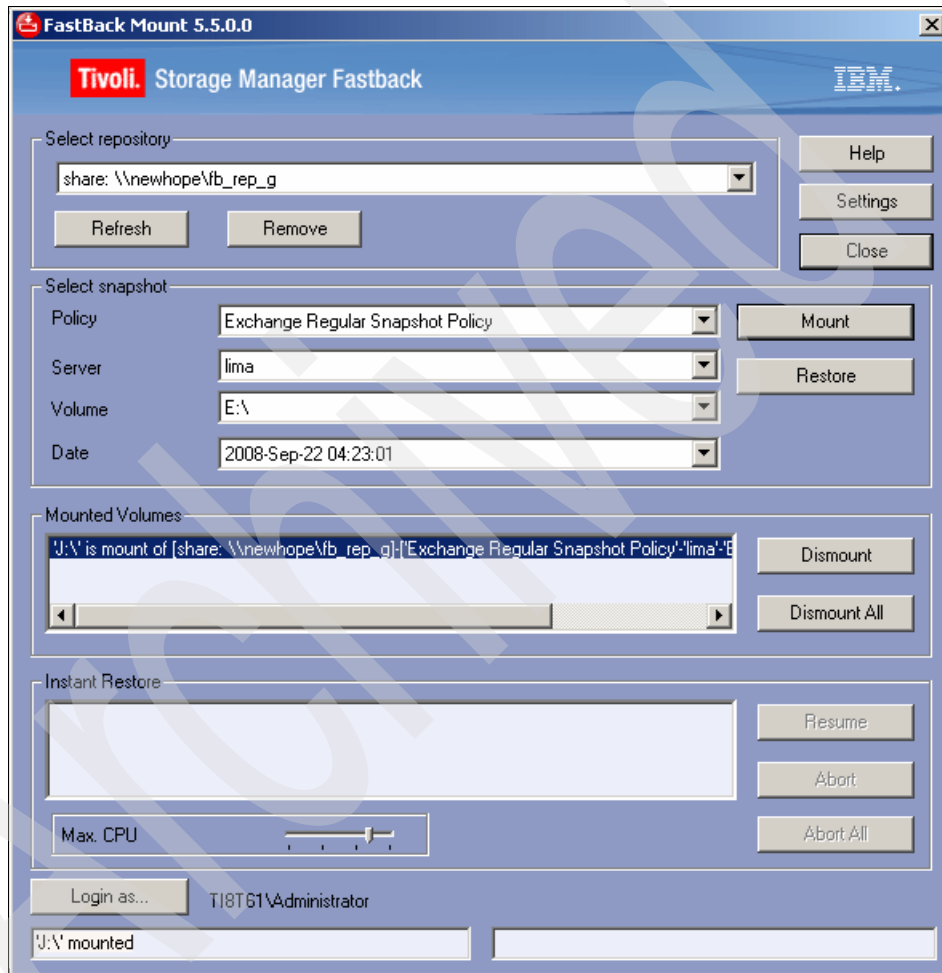 FastBack Mount 5.5.0.0
Tivoli. Storage Manager Fastback
IBM.
Select repository
share: \\newhope\fb_rep_g
Refresh
Remove
Help
Settings
Close
Select snapshot
Policy
Exchange Regular Snapshot Policy
Mount
Server
lima
Restore
Volume
E:\
Date
2008-Sep-22 04:23:01
Mounted Volumes
'J:\' is mount of [share: \\newhope\fb_rep_g]-['Exchange Regular Snapshot Policy'-'lima'-'E
Dismount
Dismount All
Instant Restore
Resume
Abort
Max. CPU
Abort All
Login as...
TI8T61\Administrator
'J:\' mounted
Archived